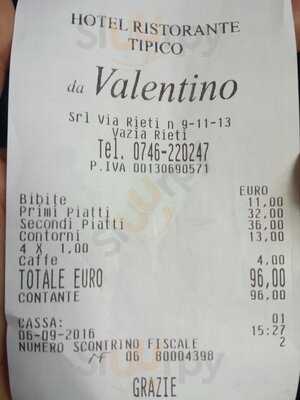 HOTEL RISTORANTE
TIPICO
da Valentino
Srl Via Rieti n 9-11-13
Vazia Rieti
Tel. 0746-220247
P.IVA 00130690571
EURO
Bibite 11,00
Primi Piatti 32,00
Secondi Piatti 36,00
Contorni 13,00
4 X 1,00
Caffe 4,00
TOTALE EURO 96,00
CONTANTE 96,00
CASSA: 01
06-09-2016 15:27
NUMERO SCONTRINO FISCALE 2
06 80004398
GRAZIE